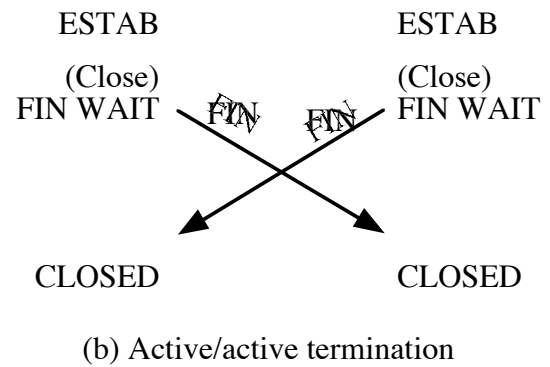 ESTAB ESTAB
(Close) (Close)
FIN WAIT FIN FIN FIN WAIT
CLOSED CLOSED
(b) Active/active termination